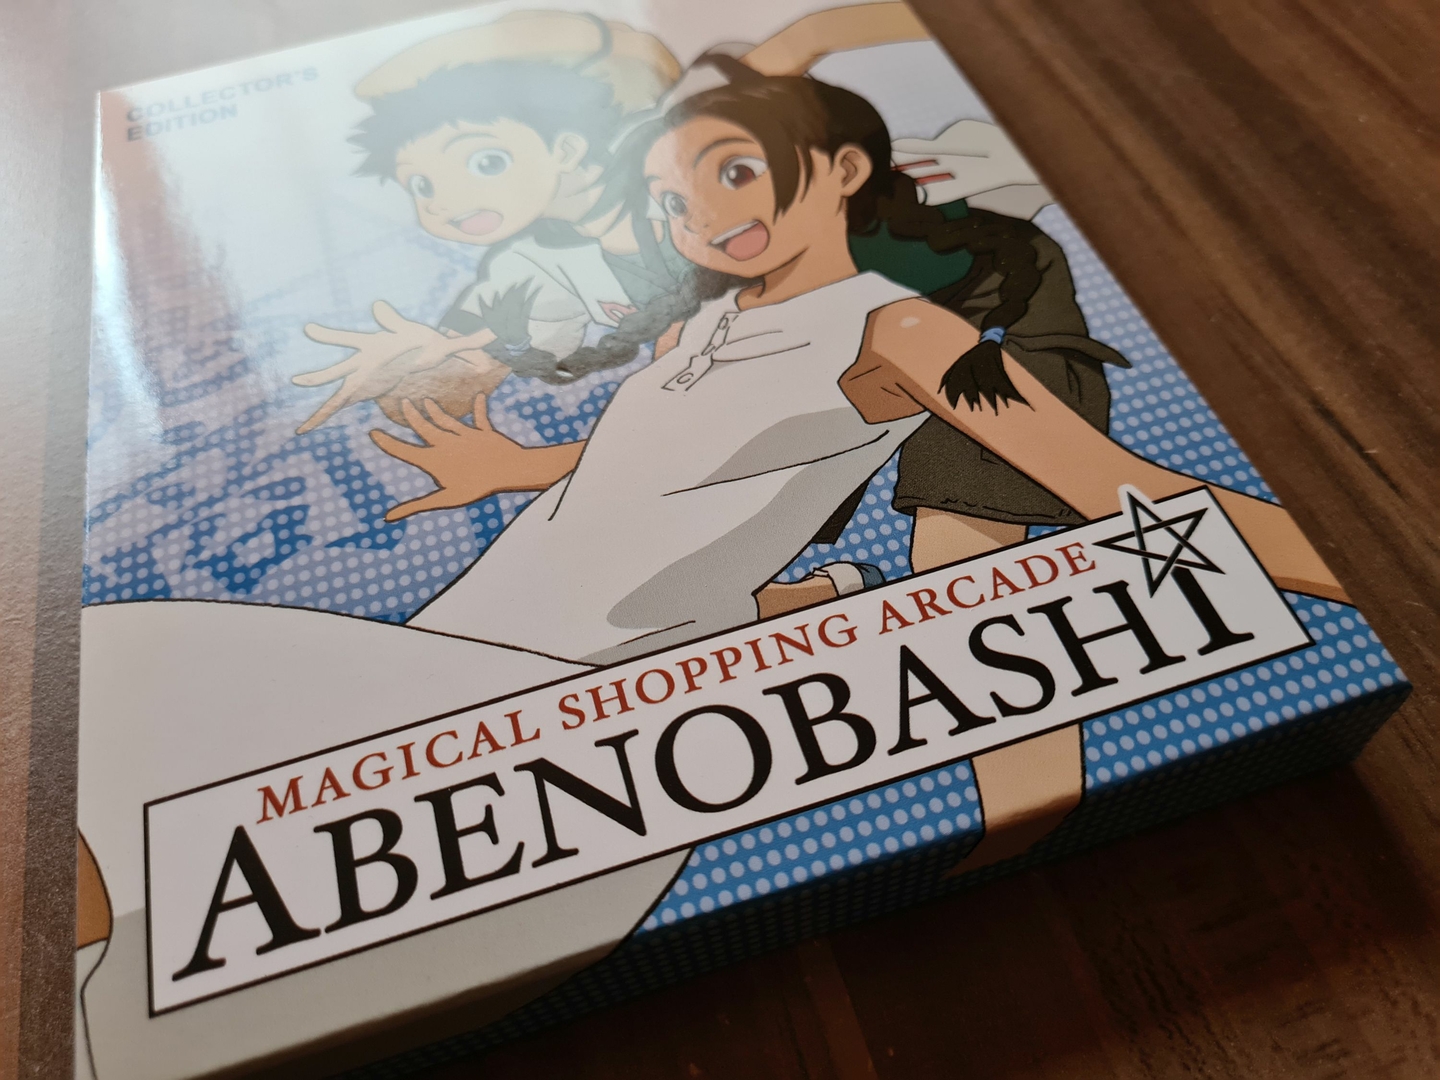 COLLECTOR'S
EDITION
MAGICAL SHOPPING ARCADE
ABENOBASHI